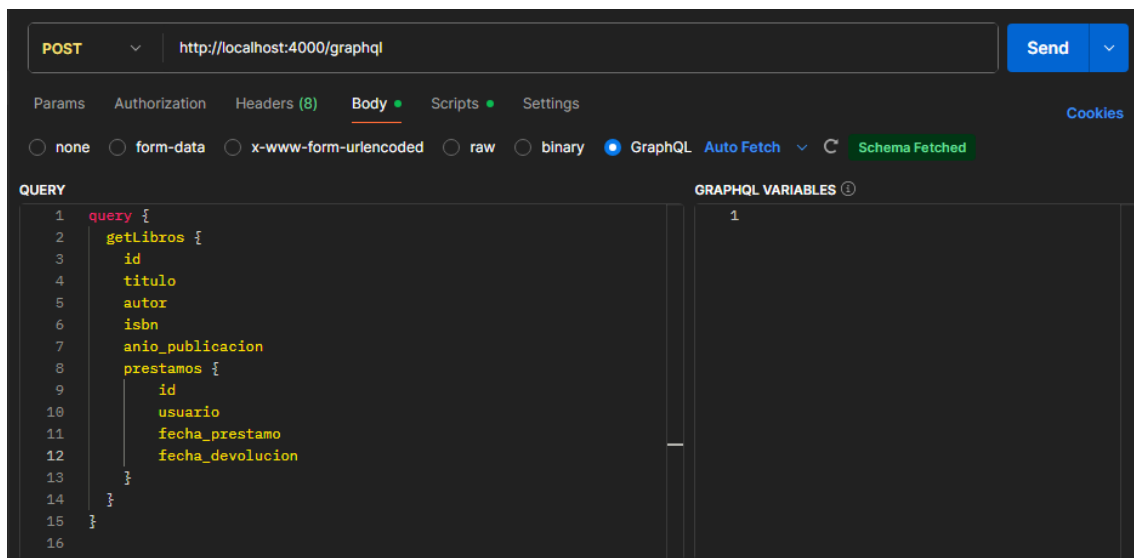 POST http://localhost:4000/graphql Send
Params Authorization Headers (8) Body Scripts Settings Cookies
none form-data x-www-form-urlencoded raw binary GraphQL Auto Fetch Schema Fetched
QUERY GRAPHQL VARIABLES
1 query { 1
2 getLibros {
3 id
4 titulo
5 autor
6 isbn
7 anio_publicacion
8 prestamos {
9 id
10 usuario
11 fecha_prestamo
12 fecha_devolucion
13 }
14 }
15 }
16